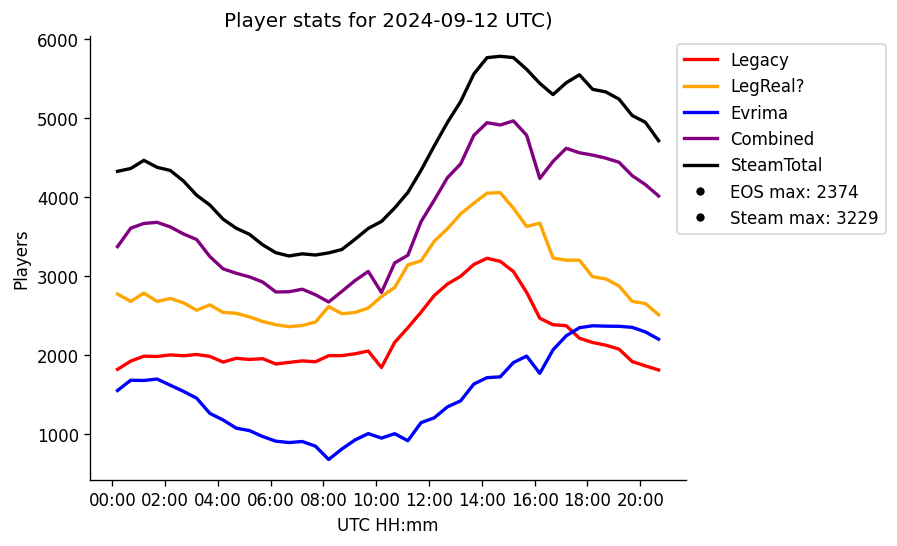 Player stats for 2024-09-12 UTC)
6000
5000
4000
3000
2000
1000
Players
00:00 02:00 04:00 06:00 08:00 10:00 12:00 14:00 16:00 18:00 20:00
UTC HH:mm
Legacy
LegReal?
Evrima
Combined
SteamTotal
EOS max: 2374
Steam max: 3229